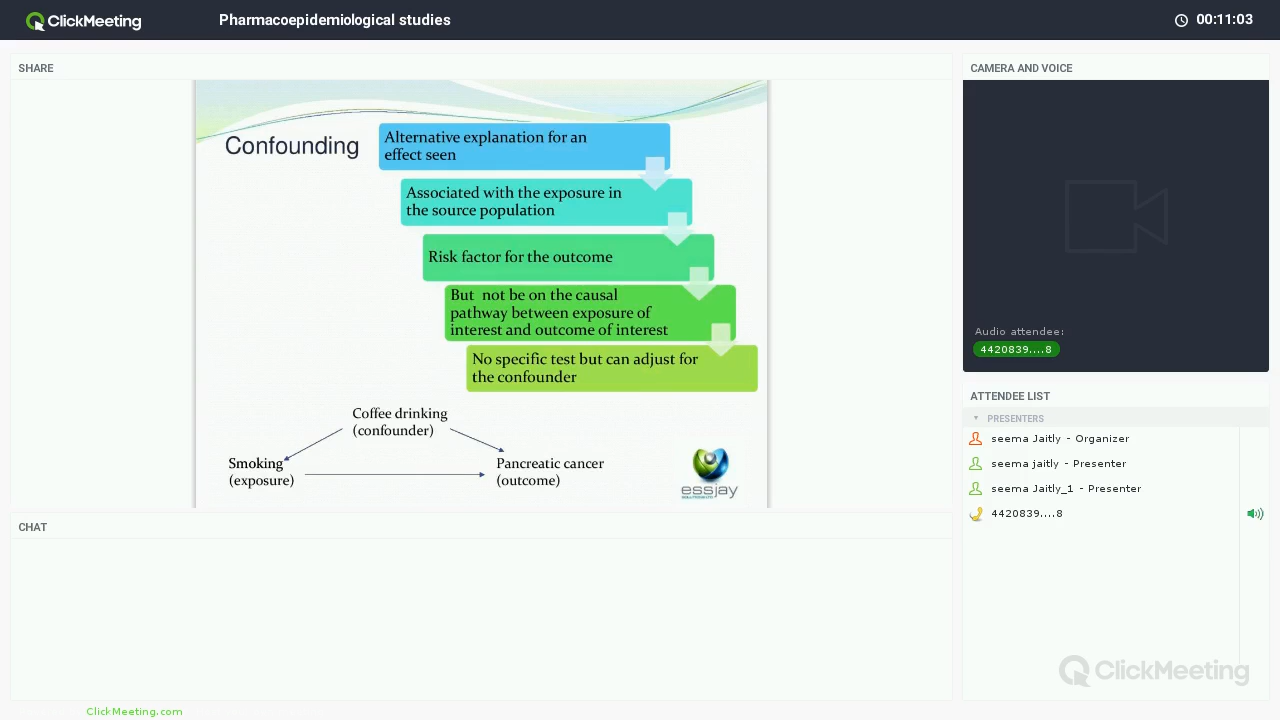 ClickMeeting
Pharmacoepidemiological studies
00:11:03
SHARE
Confounding
Alternative explanation for an
effect seen
Associated with the exposure in
the source population
Risk factor for the outcome
But not be on the causal
pathway between exposure of
interest and outcome of interest
No specific test but can adjust for
the confounder
Coffee drinking
(confounder)
Smoking
(exposure)
Pancreatic cancer
(outcome)
essjay
CHAT
CAMERA AND VOICE
Audio attendee:
4420839....8
ATTENDEE LIST
PRESENTERS
seema Jaitly - Organizer
seema jaitly - Presenter
seema Jaitly_1 - Presenter
4420839....8
ClickMeeting
ClickMeeting.com